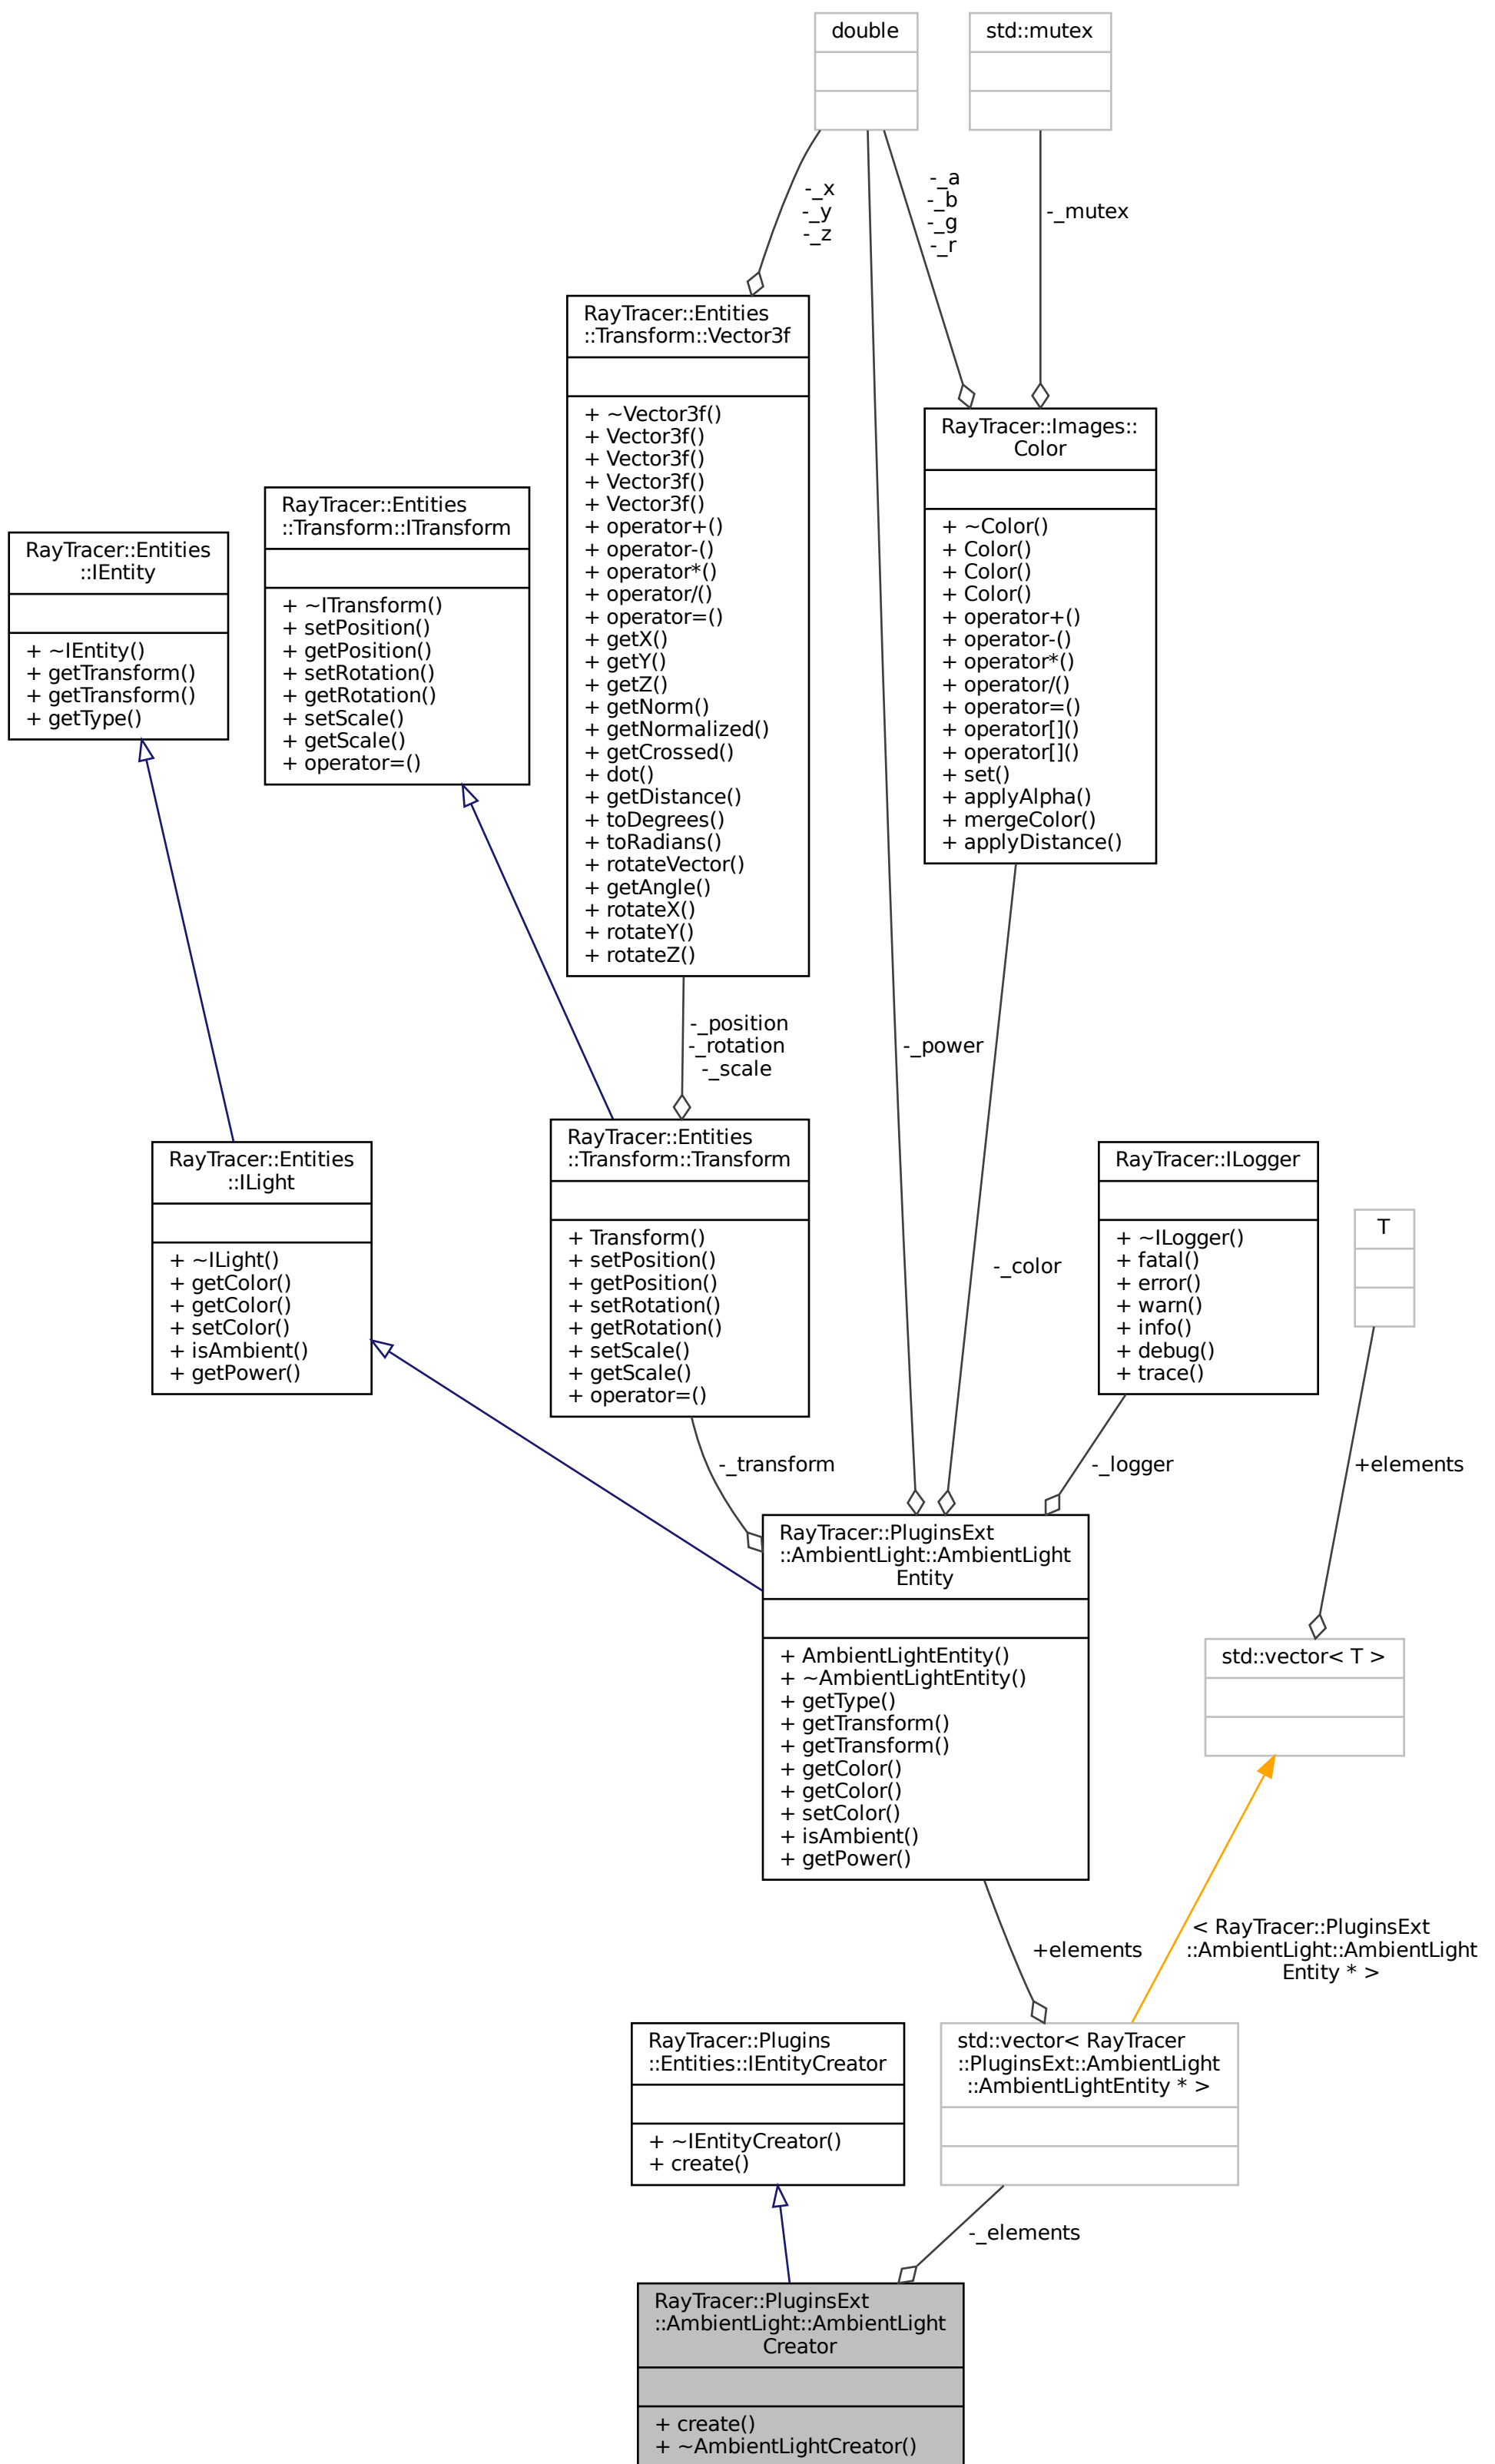 double
std::mutex
-_x
-_y
-_z
-_a
-_b
-_g
-_r
-_mutex
RayTracer::Entities
::Transform::Vector3f
+ ~Vector3f()
+ Vector3f()
+ Vector3f()
+ Vector3f()
+ Vector3f()
+ operator+()
+ operator-()
+ operator*()
+ operator/()
+ operator=()
+ getX()
+ getY()
+ getZ()
+ getNorm()
+ getNormalized()
+ getCrossed()
+ dot()
+ getDistance()
+ toDegrees()
+ toRadians()
+ rotateVector()
+ getAngle()
+ rotateX()
+ rotateY()
+ rotateZ()
RayTracer::Images::
Color
+ ~Color()
+ Color()
+ Color()
+ Color()
+ operator+()
+ operator-()
+ operator*()
+ operator/()
+ operator=()
+ operator[]()
+ operator[]()
+ set()
+ applyAlpha()
+ mergeColor()
+ applyDistance()
RayTracer::Entities
::Transform::ITransform
+ ~ITransform()
+ setPosition()
+ getPosition()
+ setRotation()
+ getRotation()
+ setScale()
+ getScale()
+ operator=()
RayTracer::Entities
::IEntity
+ ~IEntity()
+ getTransform()
+ getTransform()
+ getType()
-_position
-_rotation
-_scale
-_power
RayTracer::Entities
::ILight
+ ~ILight()
+ getColor()
+ getColor()
+ setColor()
+ isAmbient()
+ getPower()
RayTracer::Entities
::Transform::Transform
+ Transform()
+ setPosition()
+ getPosition()
+ setRotation()
+ getRotation()
+ setScale()
+ getScale()
+ operator=()
-_color
RayTracer::ILogger
+ ~ILogger()
+ fatal()
+ error()
+ warn()
+ info()
+ debug()
+ trace()
T
-_transform
-_logger
+elements
RayTracer::PluginsExt
::AmbientLight::AmbientLight
Entity
+ AmbientLightEntity()
+ ~AmbientLightEntity()
+ getType()
+ getTransform()
+ getTransform()
+ getColor()
+ getColor()
+ setColor()
+ isAmbient()
+ getPower()
std::vector< T >
+elements
< RayTracer::PluginsExt
::AmbientLight::AmbientLight
Entity * >
RayTracer::Plugins
::Entities::IEntityCreator
+ ~IEntityCreator()
+ create()
std::vector< RayTracer
::PluginsExt::AmbientLight
::AmbientLightEntity * >
-_elements
RayTracer::PluginsExt
::AmbientLight::AmbientLight
Creator
+ create()
+ ~AmbientLightCreator()